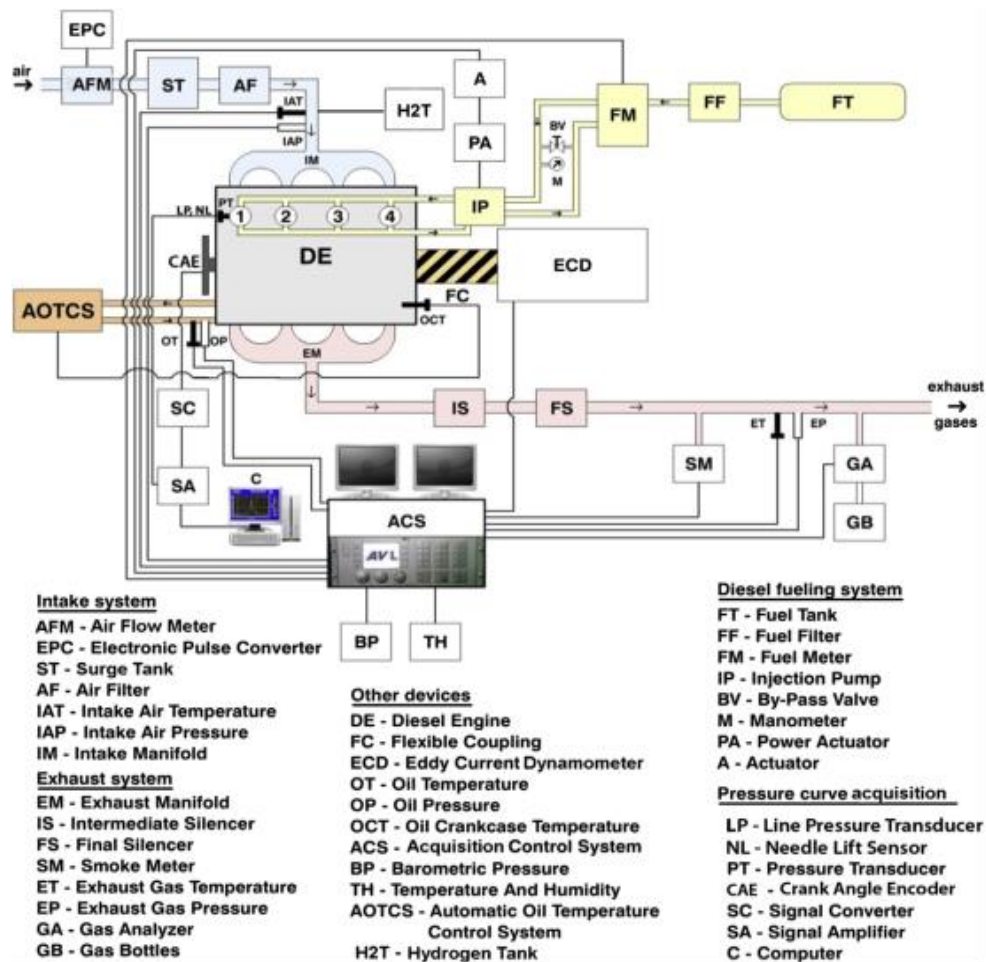 EPC
air
AFM
ST
AF
IAT
IAP
H2T
A
PA
BV
T
M
FM
FF
FT
IM
IP
LP, NL
PT
1 2 3 4
DE
CAE
FC
ECD
AOTCS
OCT
OT
OP
EM
SC
IS
FS
exhaust
gases
ET
EP
SM
GA
SA
C
GB
ACS
AVL
BP
TH
Intake system
AFM - Air Flow Meter
EPC - Electronic Pulse Converter
ST - Surge Tank
AF - Air Filter
IAT - Intake Air Temperature
IAP - Intake Air Pressure
IM - Intake Manifold
Exhaust system
EM - Exhaust Manifold
IS - Intermediate Silencer
FS - Final Silencer
SM - Smoke Meter
ET - Exhaust Gas Temperature
EP - Exhaust Gas Pressure
GA - Gas Analyzer
GB - Gas Bottles
Other devices
DE - Diesel Engine
FC - Flexible Coupling
ECD - Eddy Current Dynamometer
OT - Oil Temperature
OP - Oil Pressure
OCT - Oil Crankcase Temperature
ACS - Acquisition Control System
BP - Barometric Pressure
TH - Temperature And Humidity
AOTCS - Automatic Oil Temperature
Control System
H2T - Hydrogen Tank
Diesel fueling system
FT - Fuel Tank
FF - Fuel Filter
FM - Fuel Meter
IP - Injection Pump
BV - By-Pass Valve
M - Manometer
PA - Power Actuator
A - Actuator
Pressure curve acquisition
LP - Line Pressure Transducer
NL - Needle Lift Sensor
PT - Pressure Transducer
CAE - Crank Angle Encoder
SC - Signal Converter
SA - Signal Amplifier
C - Computer